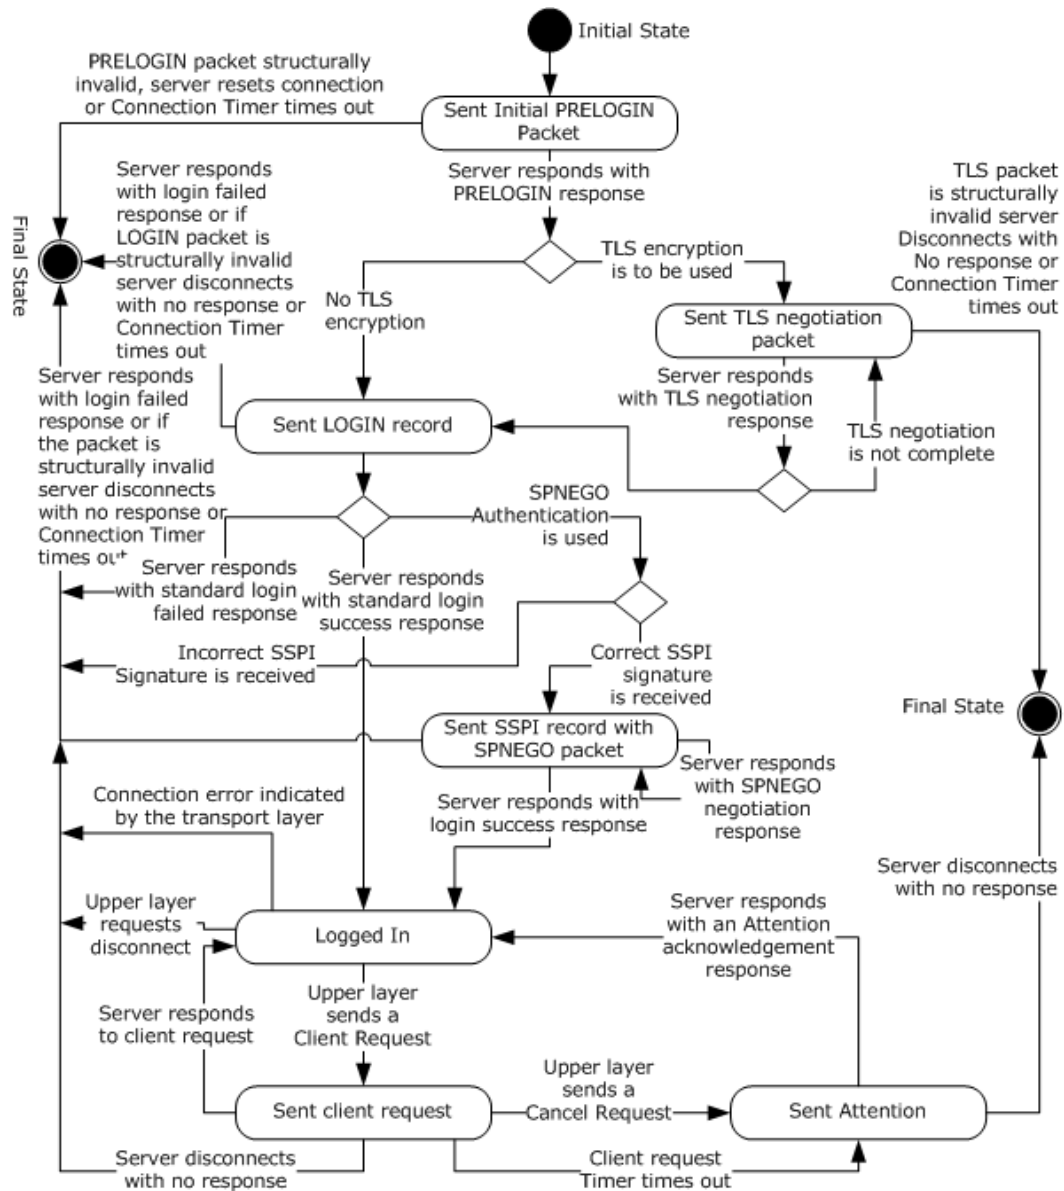 Initial State
PRELOGIN packet structurally
invalid, server resets connection
or Connection Timer times out
Sent Initial PRELOGIN
Packet
Server responds with
PRELOGIN response
TLS packet
is structurally
invalid server
Disconnects with
No response or
Connection Timer
times out
Server responds
with login failed
response or if
LOGIN packet is
structurally invalid
server disconnects
with no response or
Connection Timer
times out
Final State
TLS encryption
is to be used
No TLS
encryption
Sent TLS negotiation
packet
Server responds
with TLS negotiation
response
TLS negotiation
is not complete
Server responds
with login failed
response or if
the packet is
structurally invalid
server disconnects
with no response or
Connection Timer
times out
Sent LOGIN record
SPNEGO
Authentication
is used
Server responds
with standard login
failed response
Server responds
with standard login
success response
Incorrect SSPI
Signature is received
Correct SSPI
signature
is received
Final State
Sent SSPI record with
SPNEGO packet
Server responds
with SPNEGO
negotiation
response
Connection error indicated
by the transport layer
Server responds with
login success response
Server disconnects
with no response
Upper layer
requests
disconnect
Logged In
Server responds
with an Attention
acknowledgement
response
Server responds
to client request
Upper layer
sends a
Client Request
Sent client request
Upper layer
sends a
Cancel Request
Sent Attention
Server disconnects
with no response
Client request
Timer times out